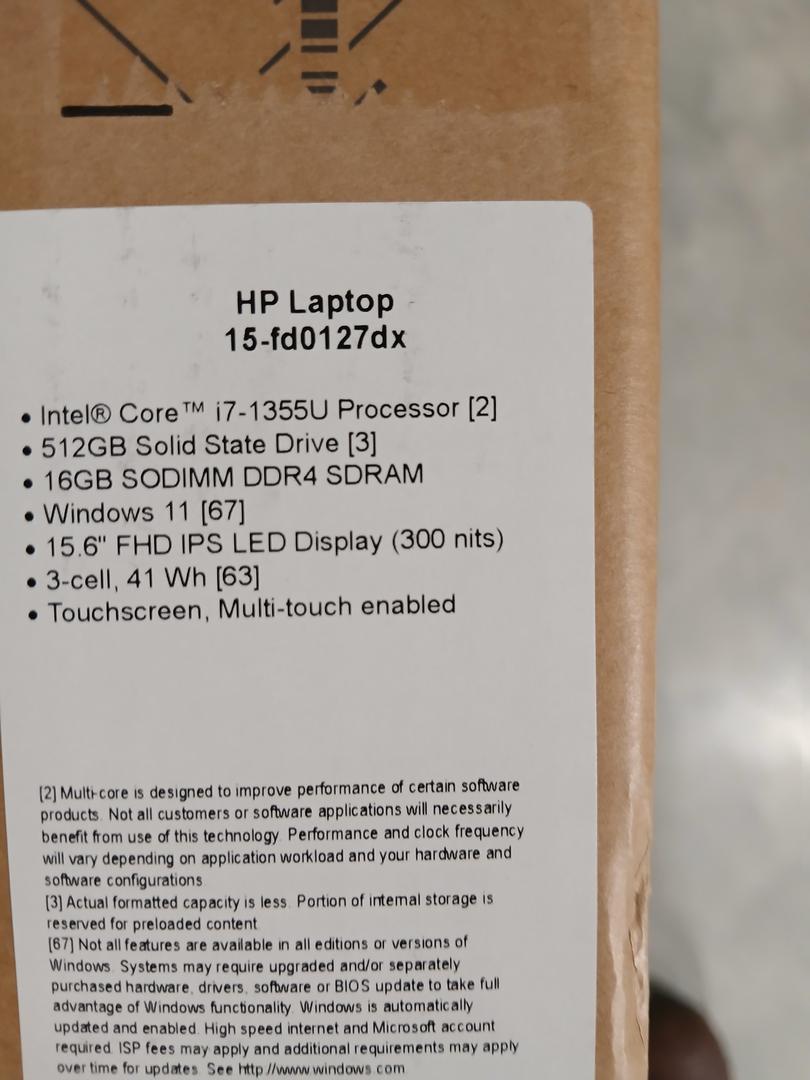 HP Laptop
15-fd0127dx
• Intel® Core™ i7-1355U Processor [2]
• 512GB Solid State Drive [3]
• 16GB SODIMM DDR4 SDRAM
• Windows 11 [67]
• 15.6" FHD IPS LED Display (300 nits)
• 3-cell, 41 Wh [63]
• Touchscreen, Multi-touch enabled
[2] Multi-core is designed to improve performance of certain software
products. Not all customers or software applications will necessarily
benefit from use of this technology. Performance and clock frequency
will vary depending on application workload and your hardware and
software configurations.
[3] Actual formatted capacity is less. Portion of internal storage is
reserved for preloaded content.
[67] Not all features are available in all editions or versions of
Windows. Systems may require upgraded and/or separately
purchased hardware, drivers, software or BIOS update to take full
advantage of Windows functionality. Windows is automatically
updated and enabled. High speed internet and Microsoft account
required. ISP fees may apply and additional requirements may apply
over time for updates. See http://www.windows.com.